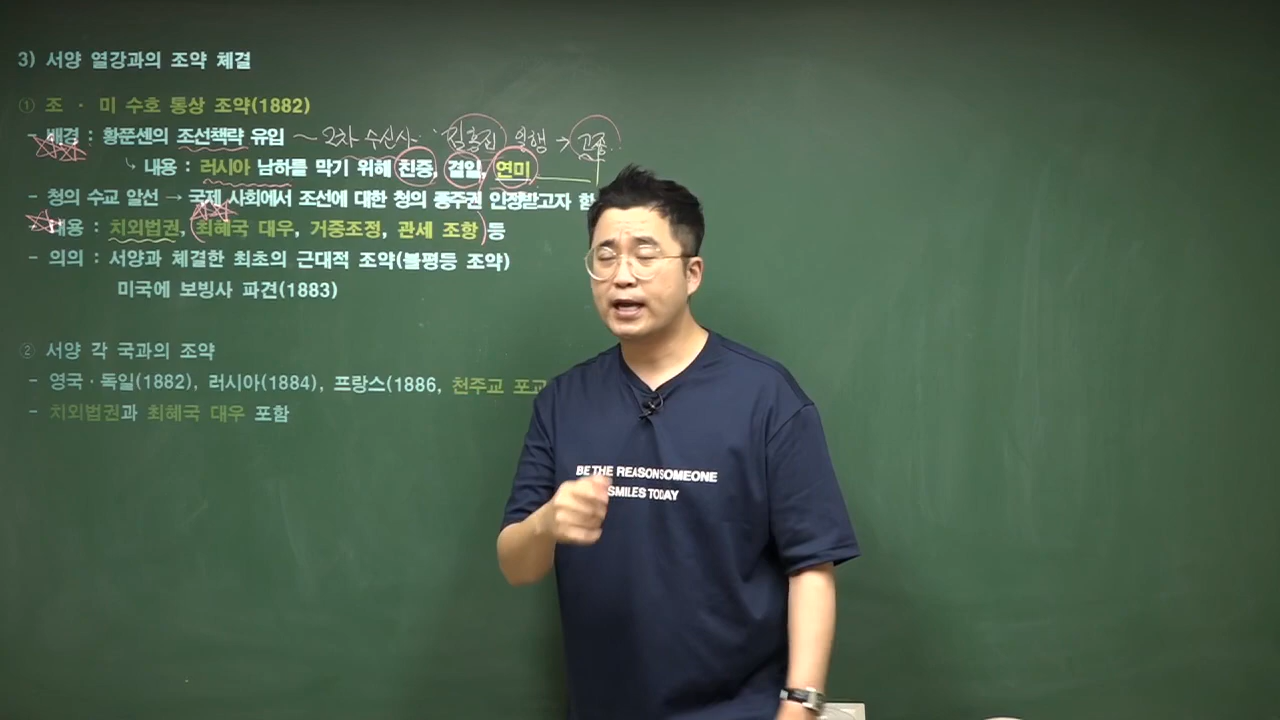 3) 서양 열강과의 조약 체결
① 조 · 미 수호 통상 조약(1882)
- 배경 : 황쭌셴의 조선책략 유입 ~ 2차 수신사 김홍집 일행 → 고종
내용 : 러시아 남하를 막기 위해 친중, 결일, 연미
- 청의 수교 알선 → 국제 사회에서 조선에 대한 청의 종주권 인정받고자 함
- 내용 : 치외법권, 최혜국 대우, 거중조정, 관세 조항 등
- 의의 : 서양과 체결한 최초의 근대적 조약(불평등 조약)
미국에 보빙사 파견(1883)
② 서양 각 국과의 조약
- 영국·독일(1882), 러시아(1884), 프랑스(1886, 천주교 포교
- 치외법권과 최혜국 대우 포함
BE THE REASON SOMEONE
SMILES TODAY